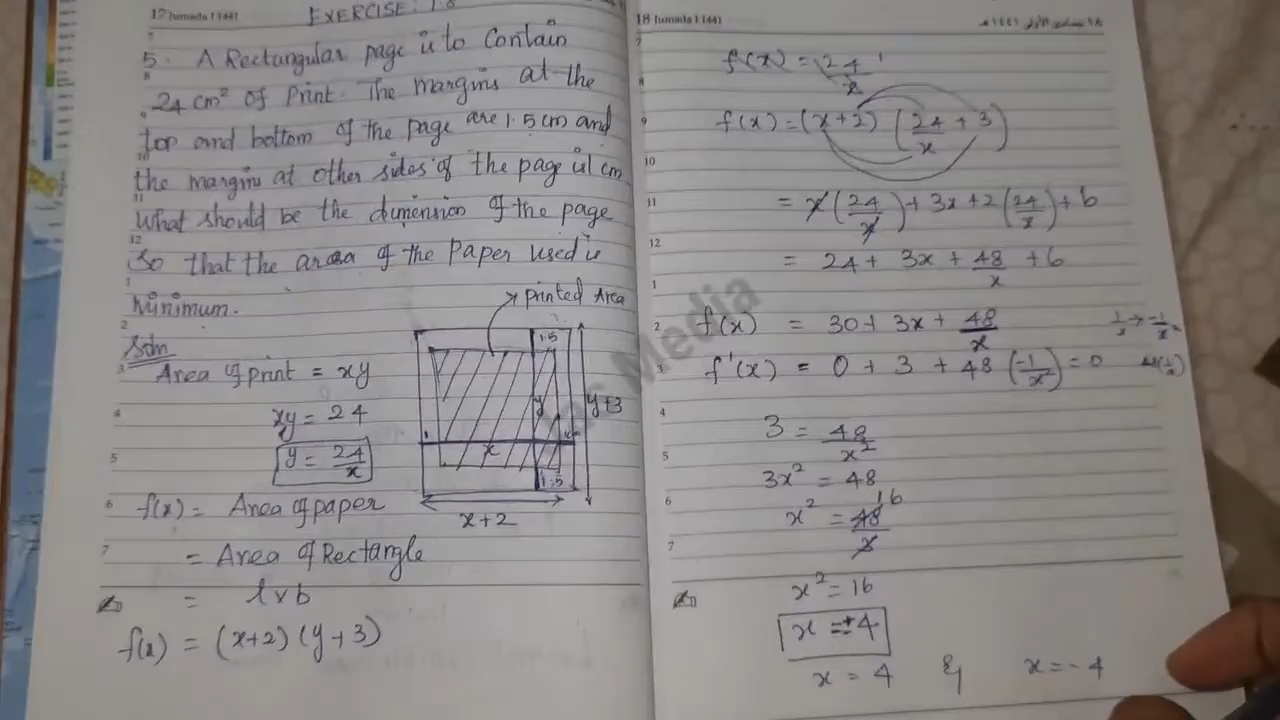 17 Jumada I 1441
EXERCISE: 1.8
5. A Rectangular page is to Contain
24 cm² of Print. The margins at the
top and bottom of the page are 1.5 cm and
the margins at other sides of the page is 1 cm
What should be the dimension of the page
So that the area of the Paper used is
Minimum.
Soln
Area of print = xy
xy = 24
y = 24/x
f(x) = Area of paper
= Area of Rectangle
= l x b
f(x) = (x+2) (y+3)
printed Area
1.5
y
y+3
x
1.5
x+2
18 Jumada I 1441
f(x) = 24/x
f(x) = (x+2) (24/x + 3)
= x (24/x) + 3x + 2 (24/x) + 6
= 24 + 3x + 48/x + 6
f(x) = 30 + 3x + 48/x
f'(x) = 0 + 3 + 48 (-1/x²) = 0
3 = 48/x²
3x² = 48
x² = 48/3 16
x² = 16
x = ±4
x = 4 & x = -4
as Media